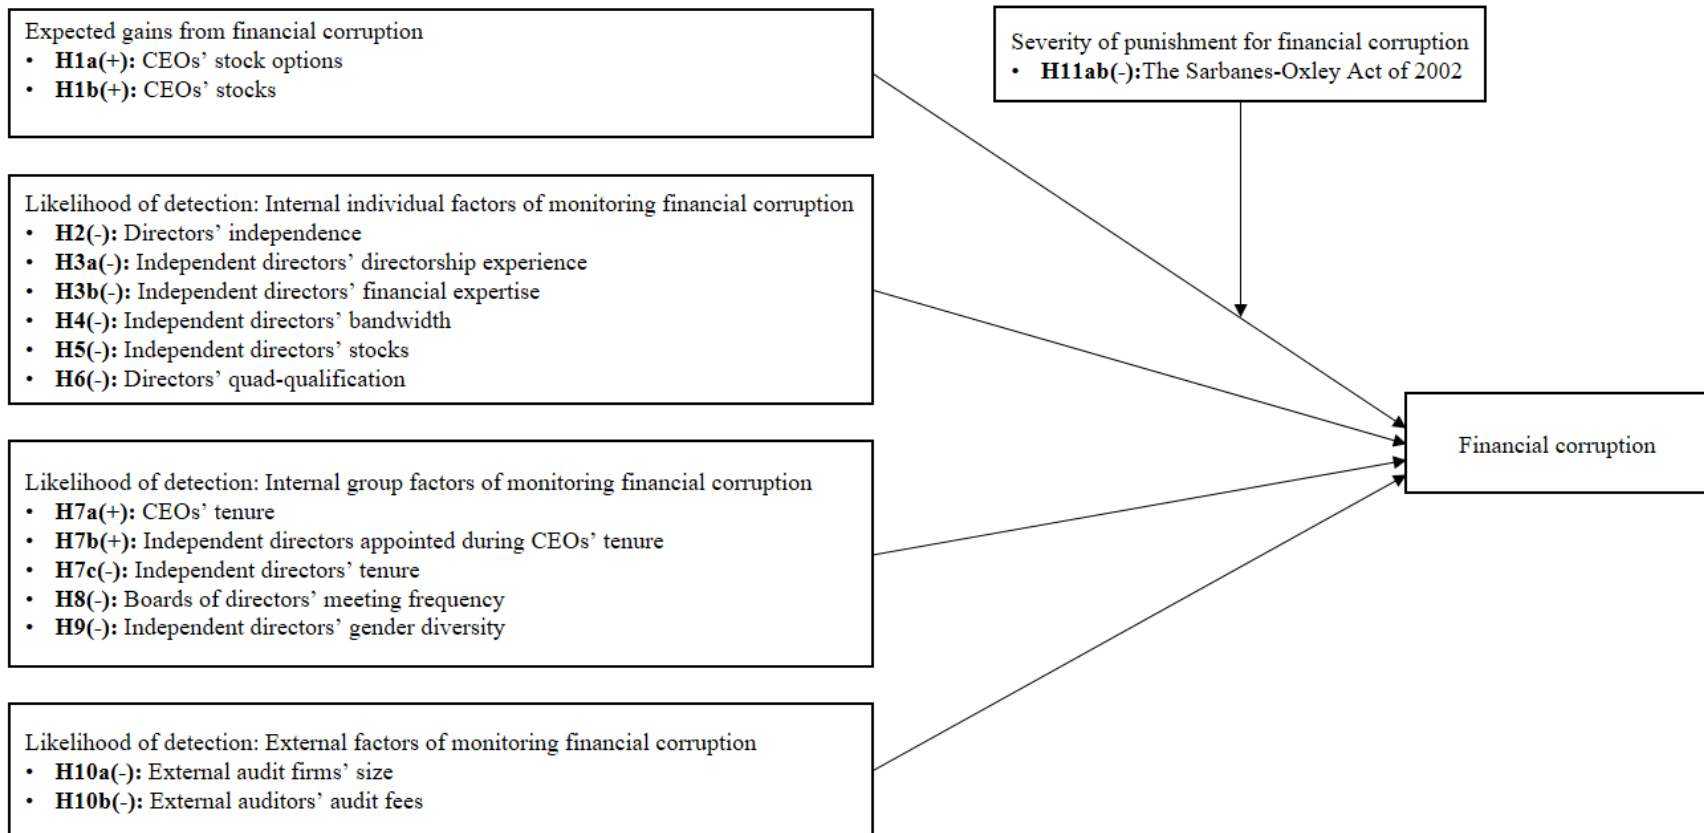 Expected gains from financial corruption
• H1a(+): CEOs’ stock options
• H1b(+): CEOs’ stocks
Severity of punishment for financial corruption
• H11ab(-):The Sarbanes-Oxley Act of 2002
Likelihood of detection: Internal individual factors of monitoring financial corruption
• H2(-): Directors’ independence
• H3a(-): Independent directors’ directorship experience
• H3b(-): Independent directors’ financial expertise
• H4(-): Independent directors’ bandwidth
• H5(-): Independent directors’ stocks
• H6(-): Directors’ quad-qualification
Financial corruption
Likelihood of detection: Internal group factors of monitoring financial corruption
• H7a(+): CEOs’ tenure
• H7b(+): Independent directors appointed during CEOs’ tenure
• H7c(-): Independent directors’ tenure
• H8(-): Boards of directors’ meeting frequency
• H9(-): Independent directors’ gender diversity
Likelihood of detection: External factors of monitoring financial corruption
• H10a(-): External audit firms’ size
• H10b(-): External auditors’ audit fees